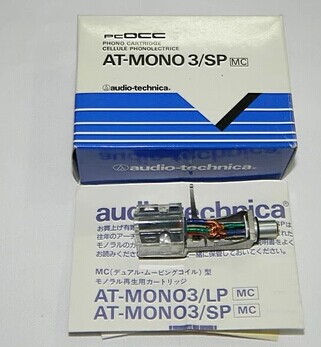 PCOCC
PHONO CARTRIDGE
CELLULE PHONOLECTRICE
AT-MONO 3/SP MC
audio-technica
audio-technica
audio-technica
MC(デュアル・ムービングコイル)型
モノラル再生用カートリッジ
AT-MONO3/LP MC
AT-MONO3/SP MC